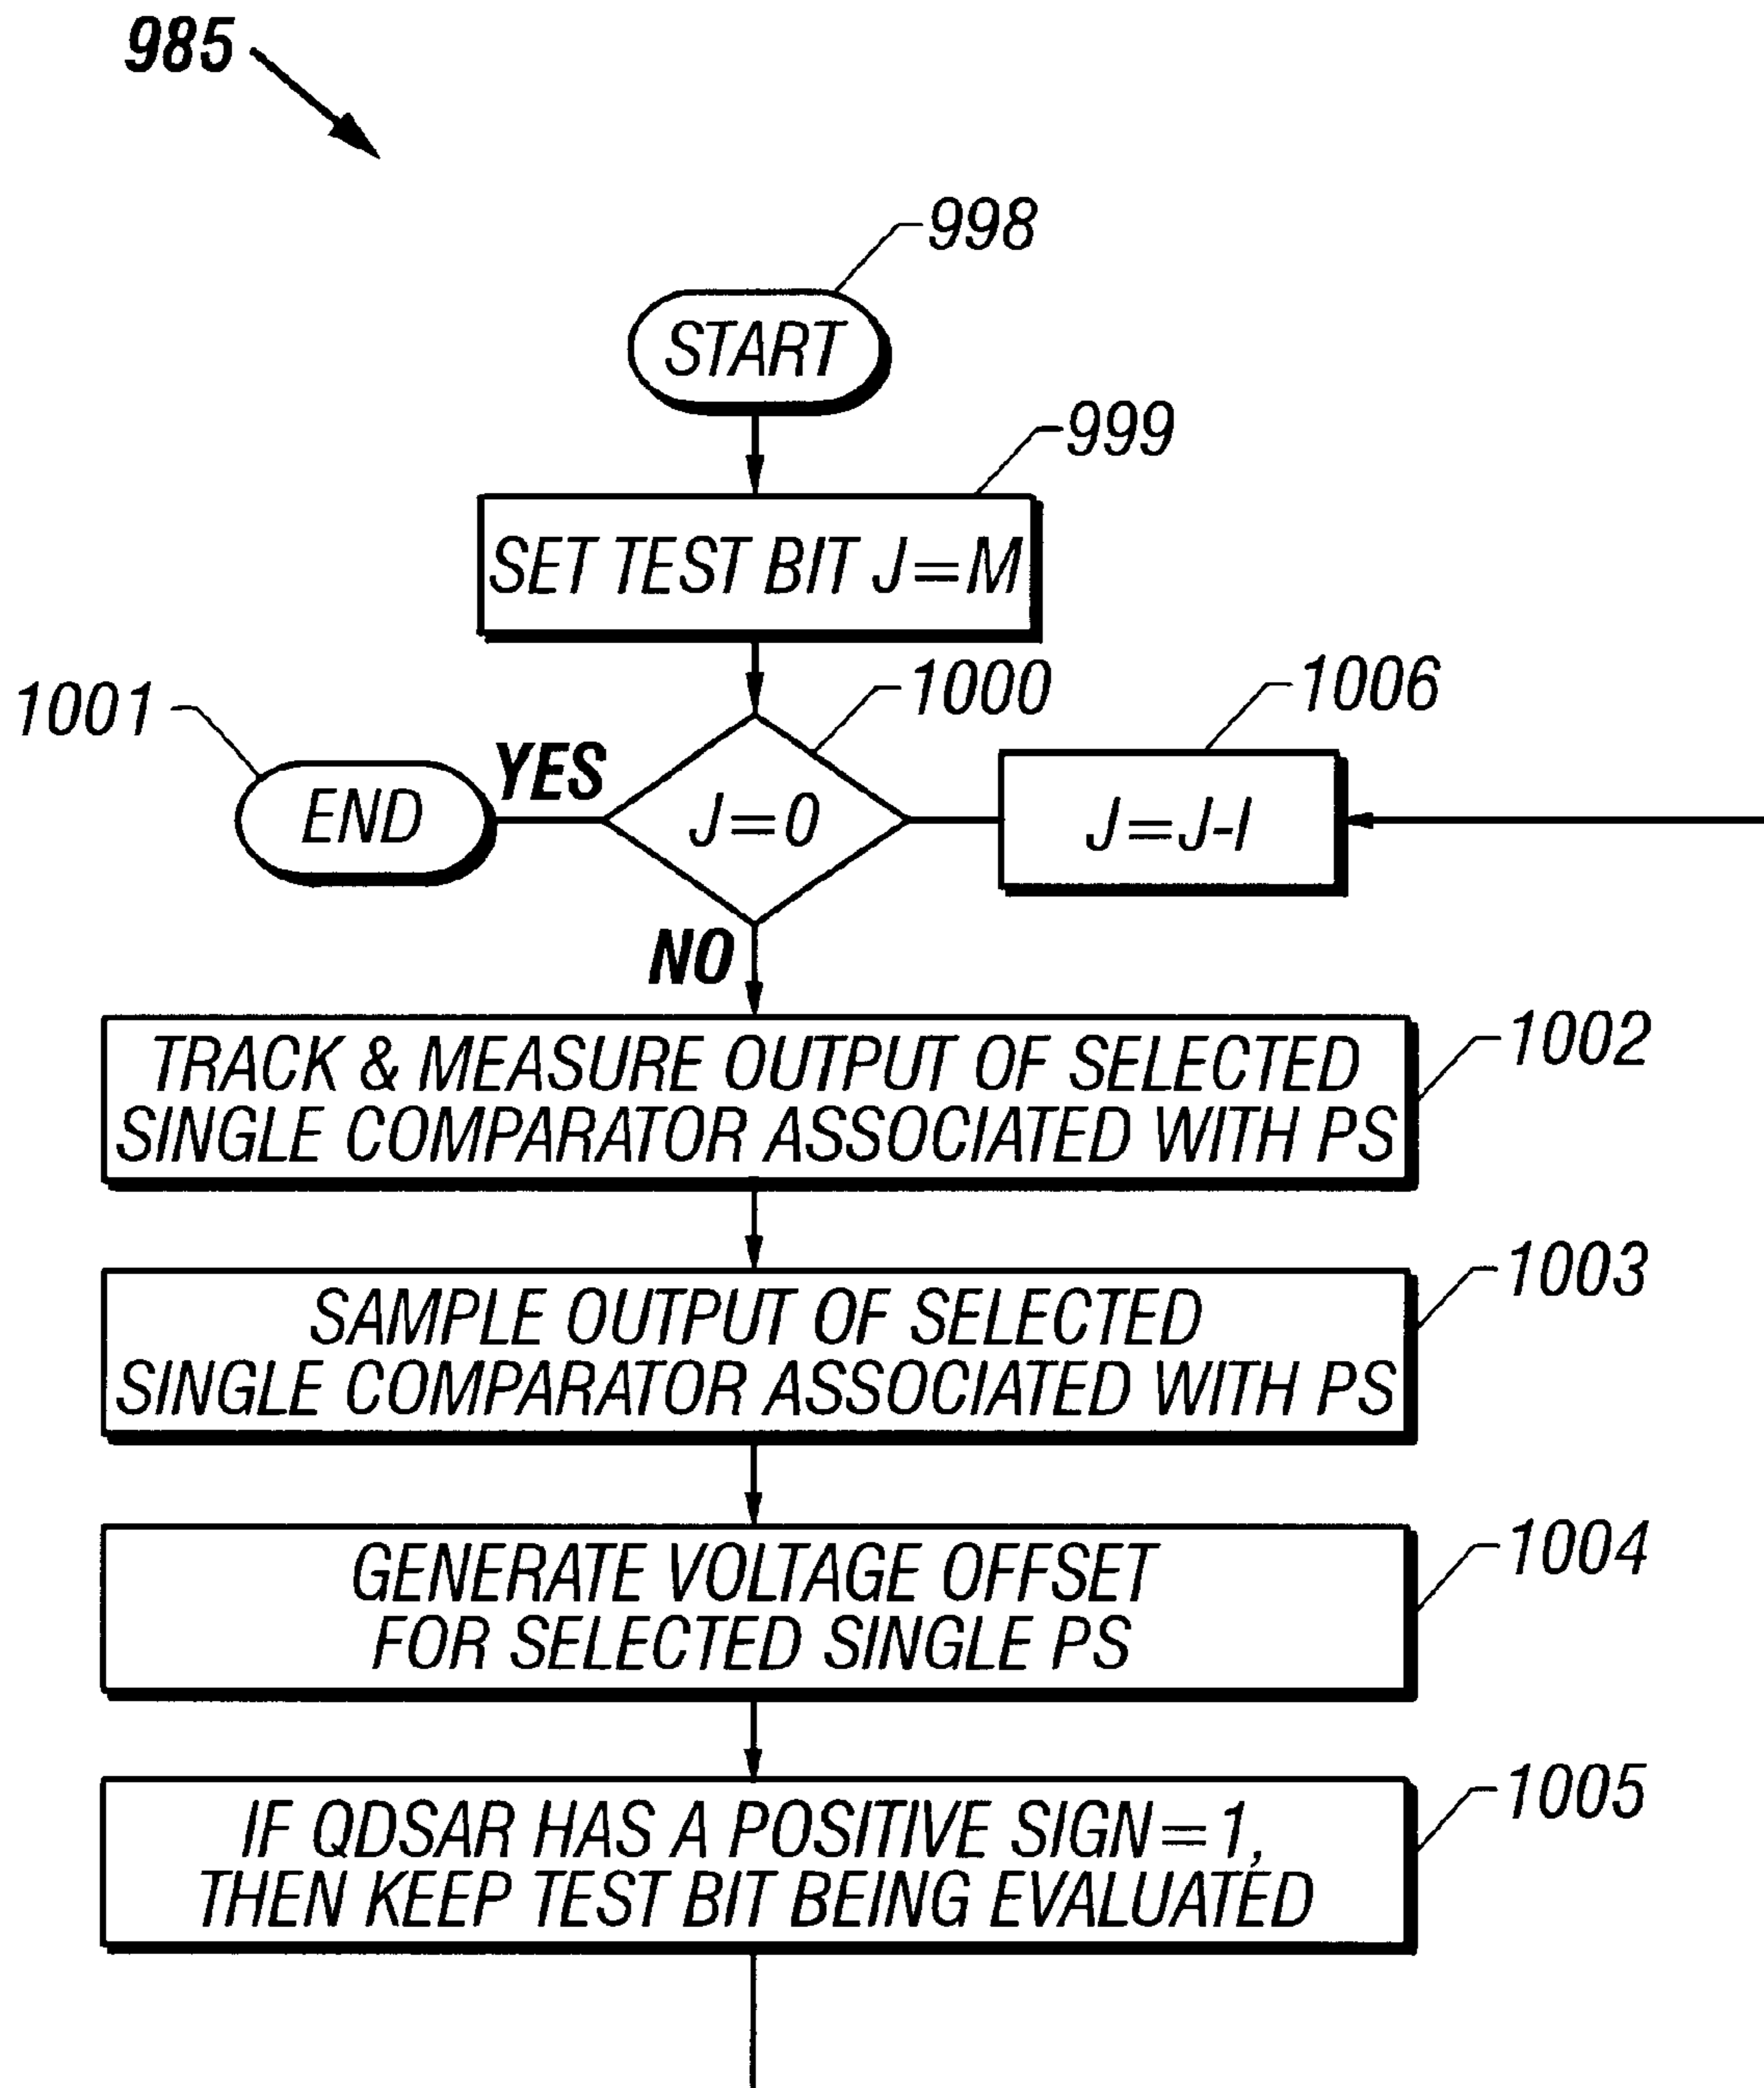 985
998
START
999
SET TEST BIT J=M
1000
1006
1001
YES
END
J=0
J=J-I
NO
1002
TRACK & MEASURE OUTPUT OF SELECTED
SINGLE COMPARATOR ASSOCIATED WITH PS
1003
SAMPLE OUTPUT OF SELECTED
SINGLE COMPARATOR ASSOCIATED WITH PS
1004
GENERATE VOLTAGE OFFSET
FOR SELECTED SINGLE PS
1005
IF QDSAR HAS A POSITIVE SIGN=1,
THEN KEEP TEST BIT BEING EVALUATED